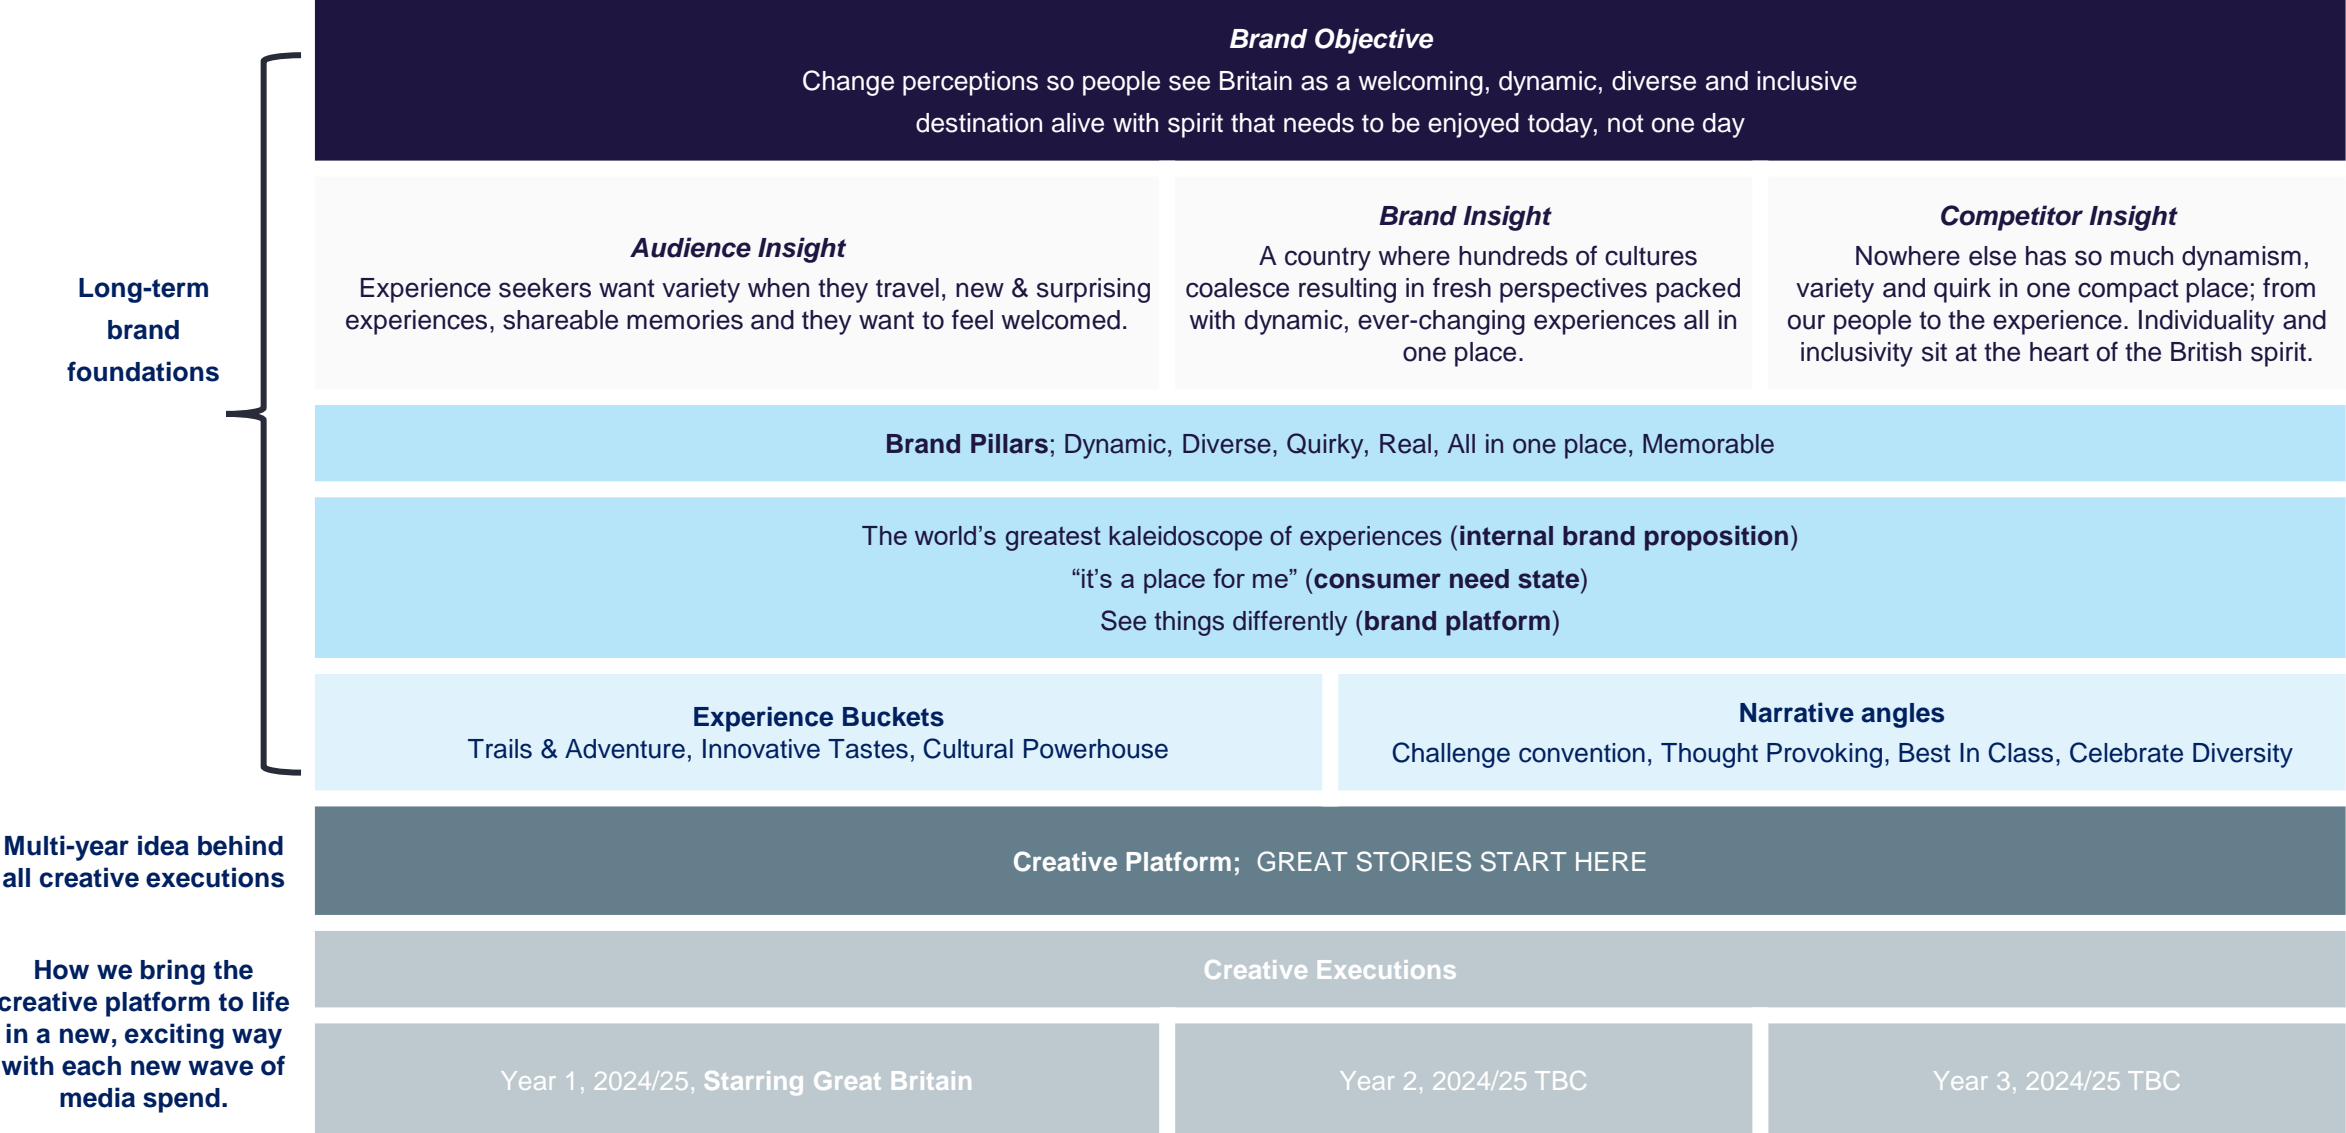 Brand Objective
Change perceptions so people see Britain as a welcoming, dynamic, diverse and inclusive
destination alive with spirit that needs to be enjoyed today, not one day
Long-term
brand
foundations
Audience Insight
Experience seekers want variety when they travel, new & surprising
experiences, shareable memories and they want to feel welcomed.
Brand Insight
A country where hundreds of cultures
coalesce resulting in fresh perspectives packed
with dynamic, ever-changing experiences all in
one place.
Competitor Insight
Nowhere else has so much dynamism,
variety and quirk in one compact place; from
our people to the experience. Individuality and
inclusivity sit at the heart of the British spirit.
Brand Pillars; Dynamic, Diverse, Quirky, Real, All in one place, Memorable
The world’s greatest kaleidoscope of experiences (internal brand proposition)
“it’s a place for me” (consumer need state)
See things differently (brand platform)
Experience Buckets
Trails & Adventure, Innovative Tastes, Cultural Powerhouse
Narrative angles
Challenge convention, Thought Provoking, Best In Class, Celebrate Diversity
Multi-year idea behind
all creative executions
Creative Platform; GREAT STORIES START HERE
How we bring the
creative platform to life
in a new, exciting way
with each new wave of
media spend.
Creative Executions
Year 1, 2024/25, Starring Great Britain
Year 2, 2024/25 TBC
Year 3, 2024/25 TBC